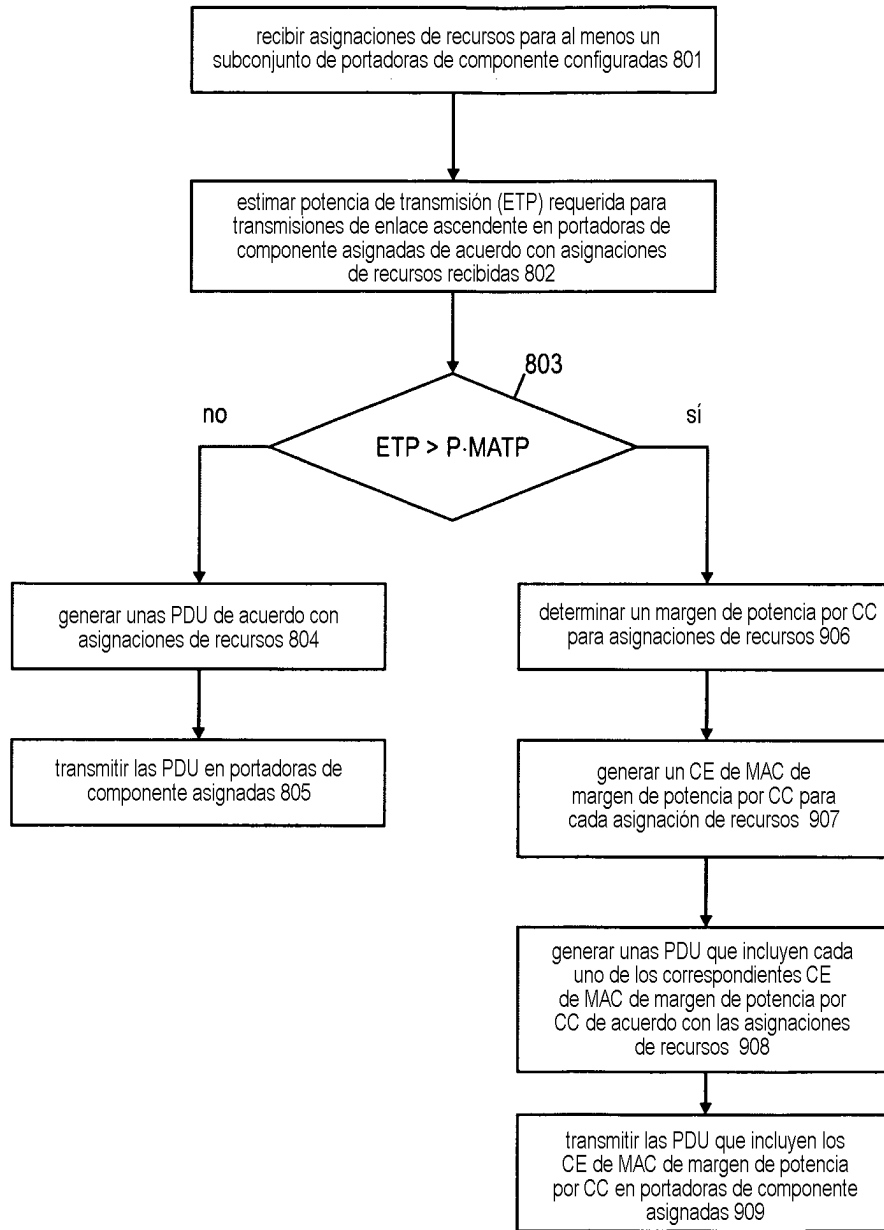 recibir asignaciones de recursos para al menos un
subconjunto de portadoras de componente configuradas 801
estimar potencia de transmisión (ETP) requerida para
transmisiones de enlace ascendente en portadoras de
componente asignadas de acuerdo con asignaciones
de recursos recibidas 802
803
no
sí
ETP > P·MATP
generar unas PDU de acuerdo con
asignaciones de recursos 804
transmitir las PDU en portadoras de
componente asignadas 805
determinar un margen de potencia por CC
para asignaciones de recursos 906
generar un CE de MAC de
margen de potencia por CC para
cada asignación de recursos 907
generar unas PDU que incluyen cada
uno de los correspondientes CE
de MAC de margen de potencia por
CC de acuerdo con las asignaciones
de recursos 908
transmitir las PDU que incluyen los
CE de MAC de margen de potencia
por CC en portadoras de componente
asignadas 909